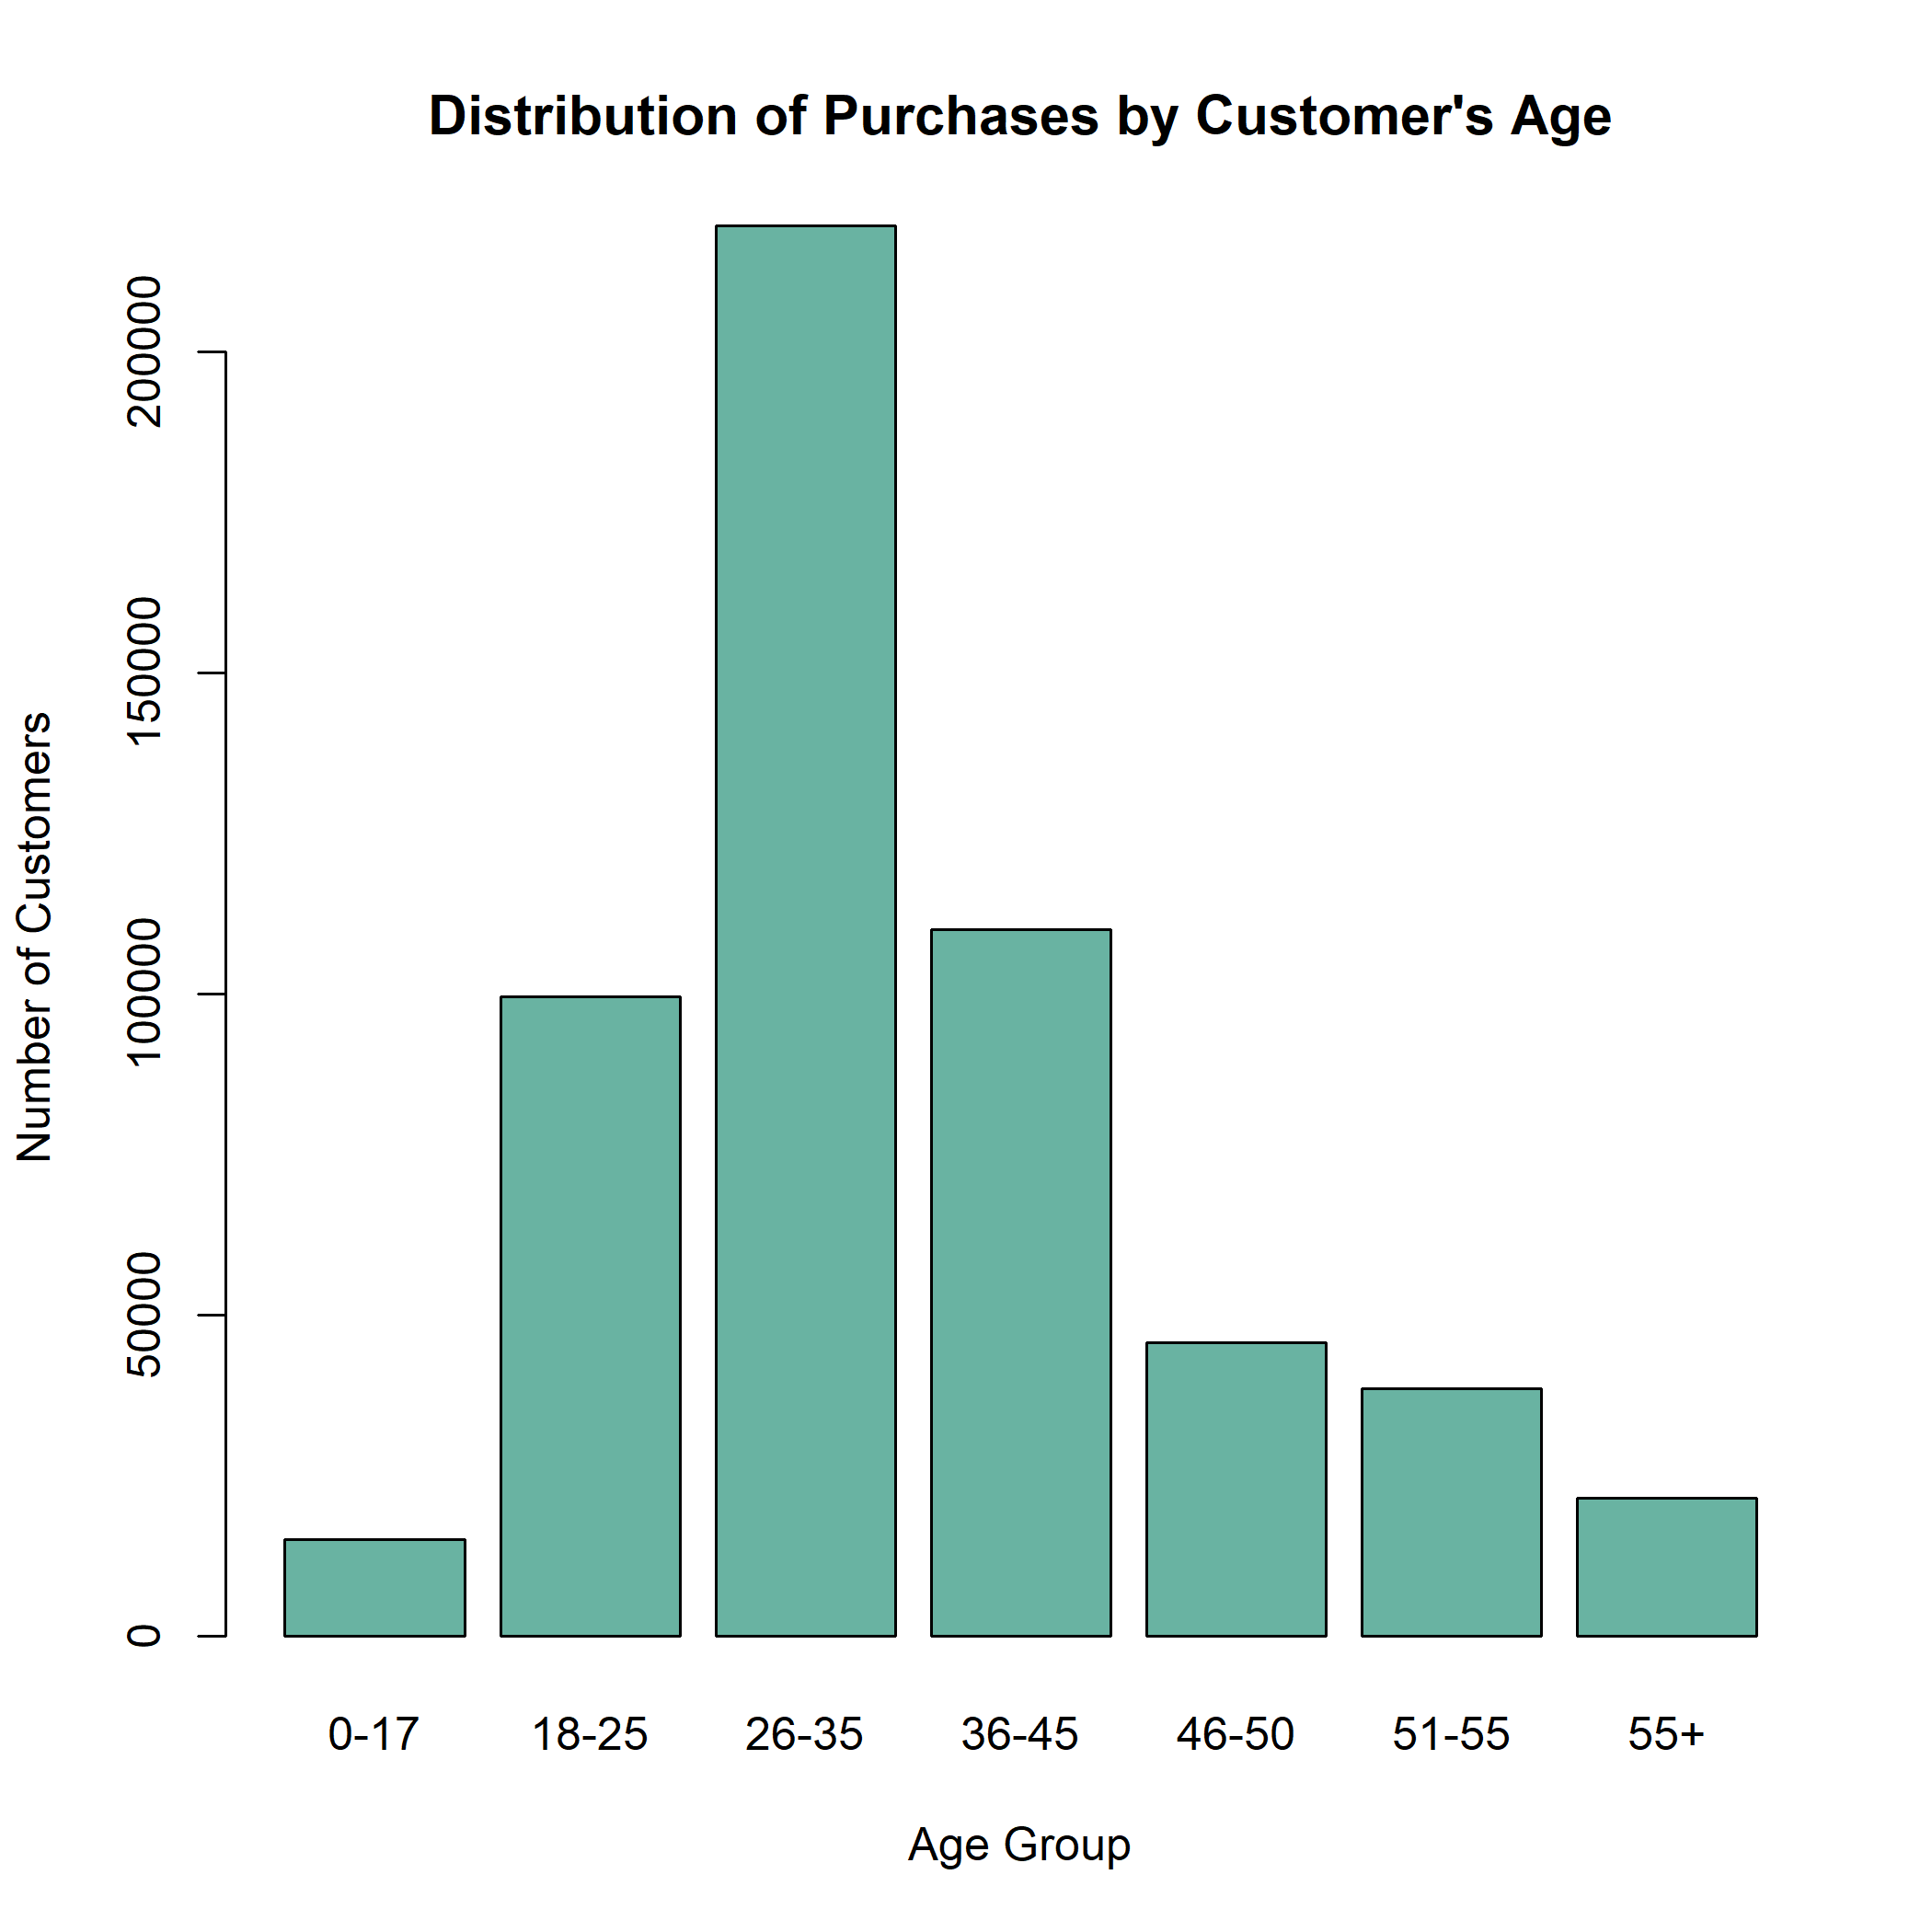 Distribution of Purchases by Customer's Age
Number of Customers
200000
150000
100000
50000
0
0-17 18-25 26-35 36-45 46-50 51-55 55+
Age Group